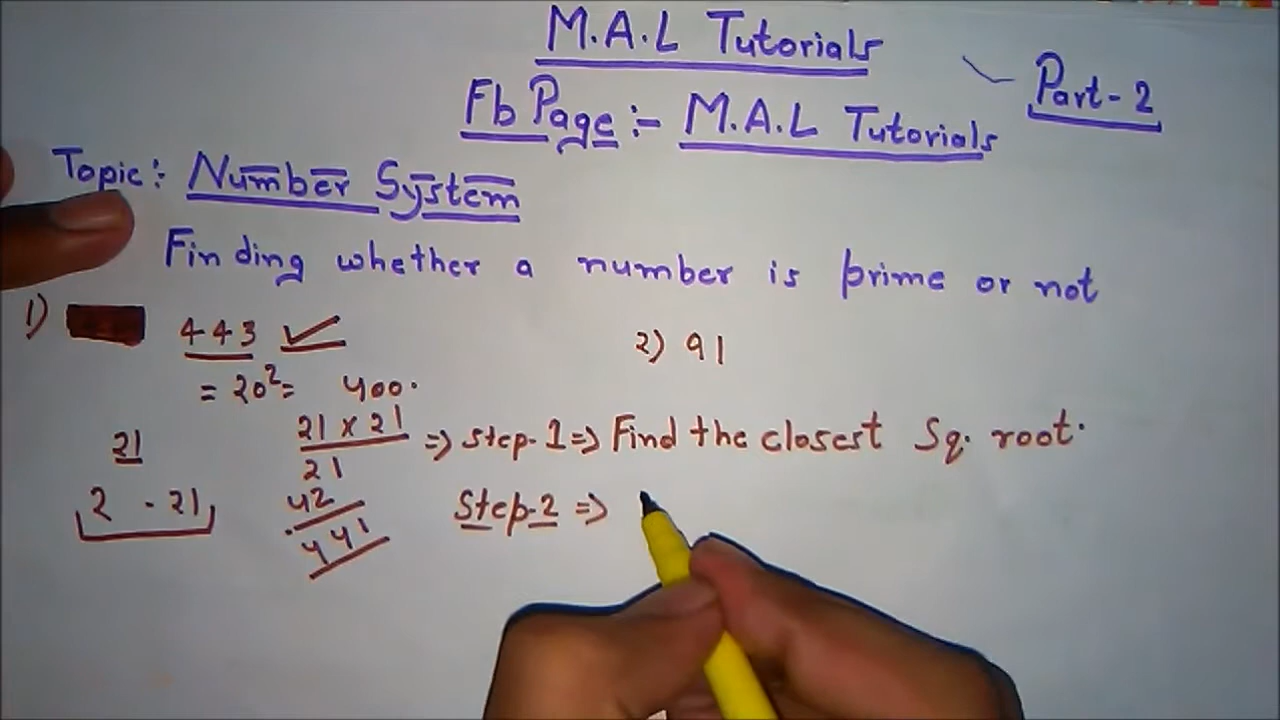 M.A.L Tutorials
Part-2
Fb Page :- M.A.L Tutorials
Topic :- Number System
Finding whether a number is prime or not
1) 443 ✓
2) 91
= 20² = 400.
21
21 x 21
21
42
441
2 - 21
=> Step-1 => Find the closest Sq. root.
Step-2 =>